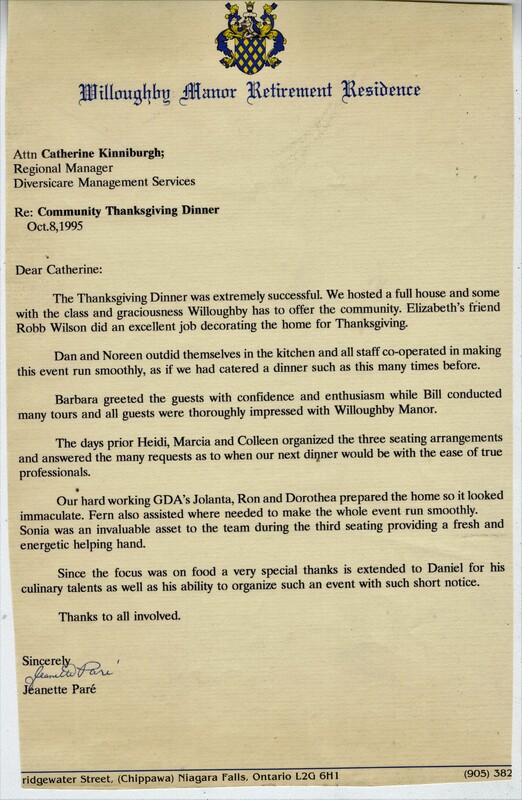 Willoughby Manor Retirement Residence
Attn Catherine Kinniburgh;
Regional Manager
Diversicare Management Services
Re: Community Thanksgiving Dinner
Oct.8,1995
Dear Catherine:
The Thanksgiving Dinner was extremely successful. We hosted a full house and some
with the class and graciousness Willoughby has to offer the community. Elizabeth's friend
Robb Wilson did an excellent job decorating the home for Thanksgiving.
Dan and Noreen outdid themselves in the kitchen and all staff co-operated in making
this event run smoothly, as if we had catered a dinner such as this many times before.
Barbara greeted the guests with confidence and enthusiasm while Bill conducted
many tours and all guests were thoroughly impressed with Willoughby Manor.
The days prior Heidi, Marcia and Colleen organized the three seating arrangements
and answered the many requests as to when our next dinner would be with the ease of true
professionals.
Our hard working GDA's Jolanta, Ron and Dorothea prepared the home so it looked
immaculate. Fern also assisted where needed to make the whole event run smoothly.
Sonia was an invaluable asset to the team during the third seating providing a fresh and
energetic helping hand.
Since the focus was on food a very special thanks is extended to Daniel for his
culinary talents as well as his ability to organize such an event with such short notice.
Thanks to all involved.
Sincerely
Jeanette Paré
Jeanette Paré
ridgewater Street, (Chippawa) Niagara Falls, Ontario L2G 6H1 (905) 382